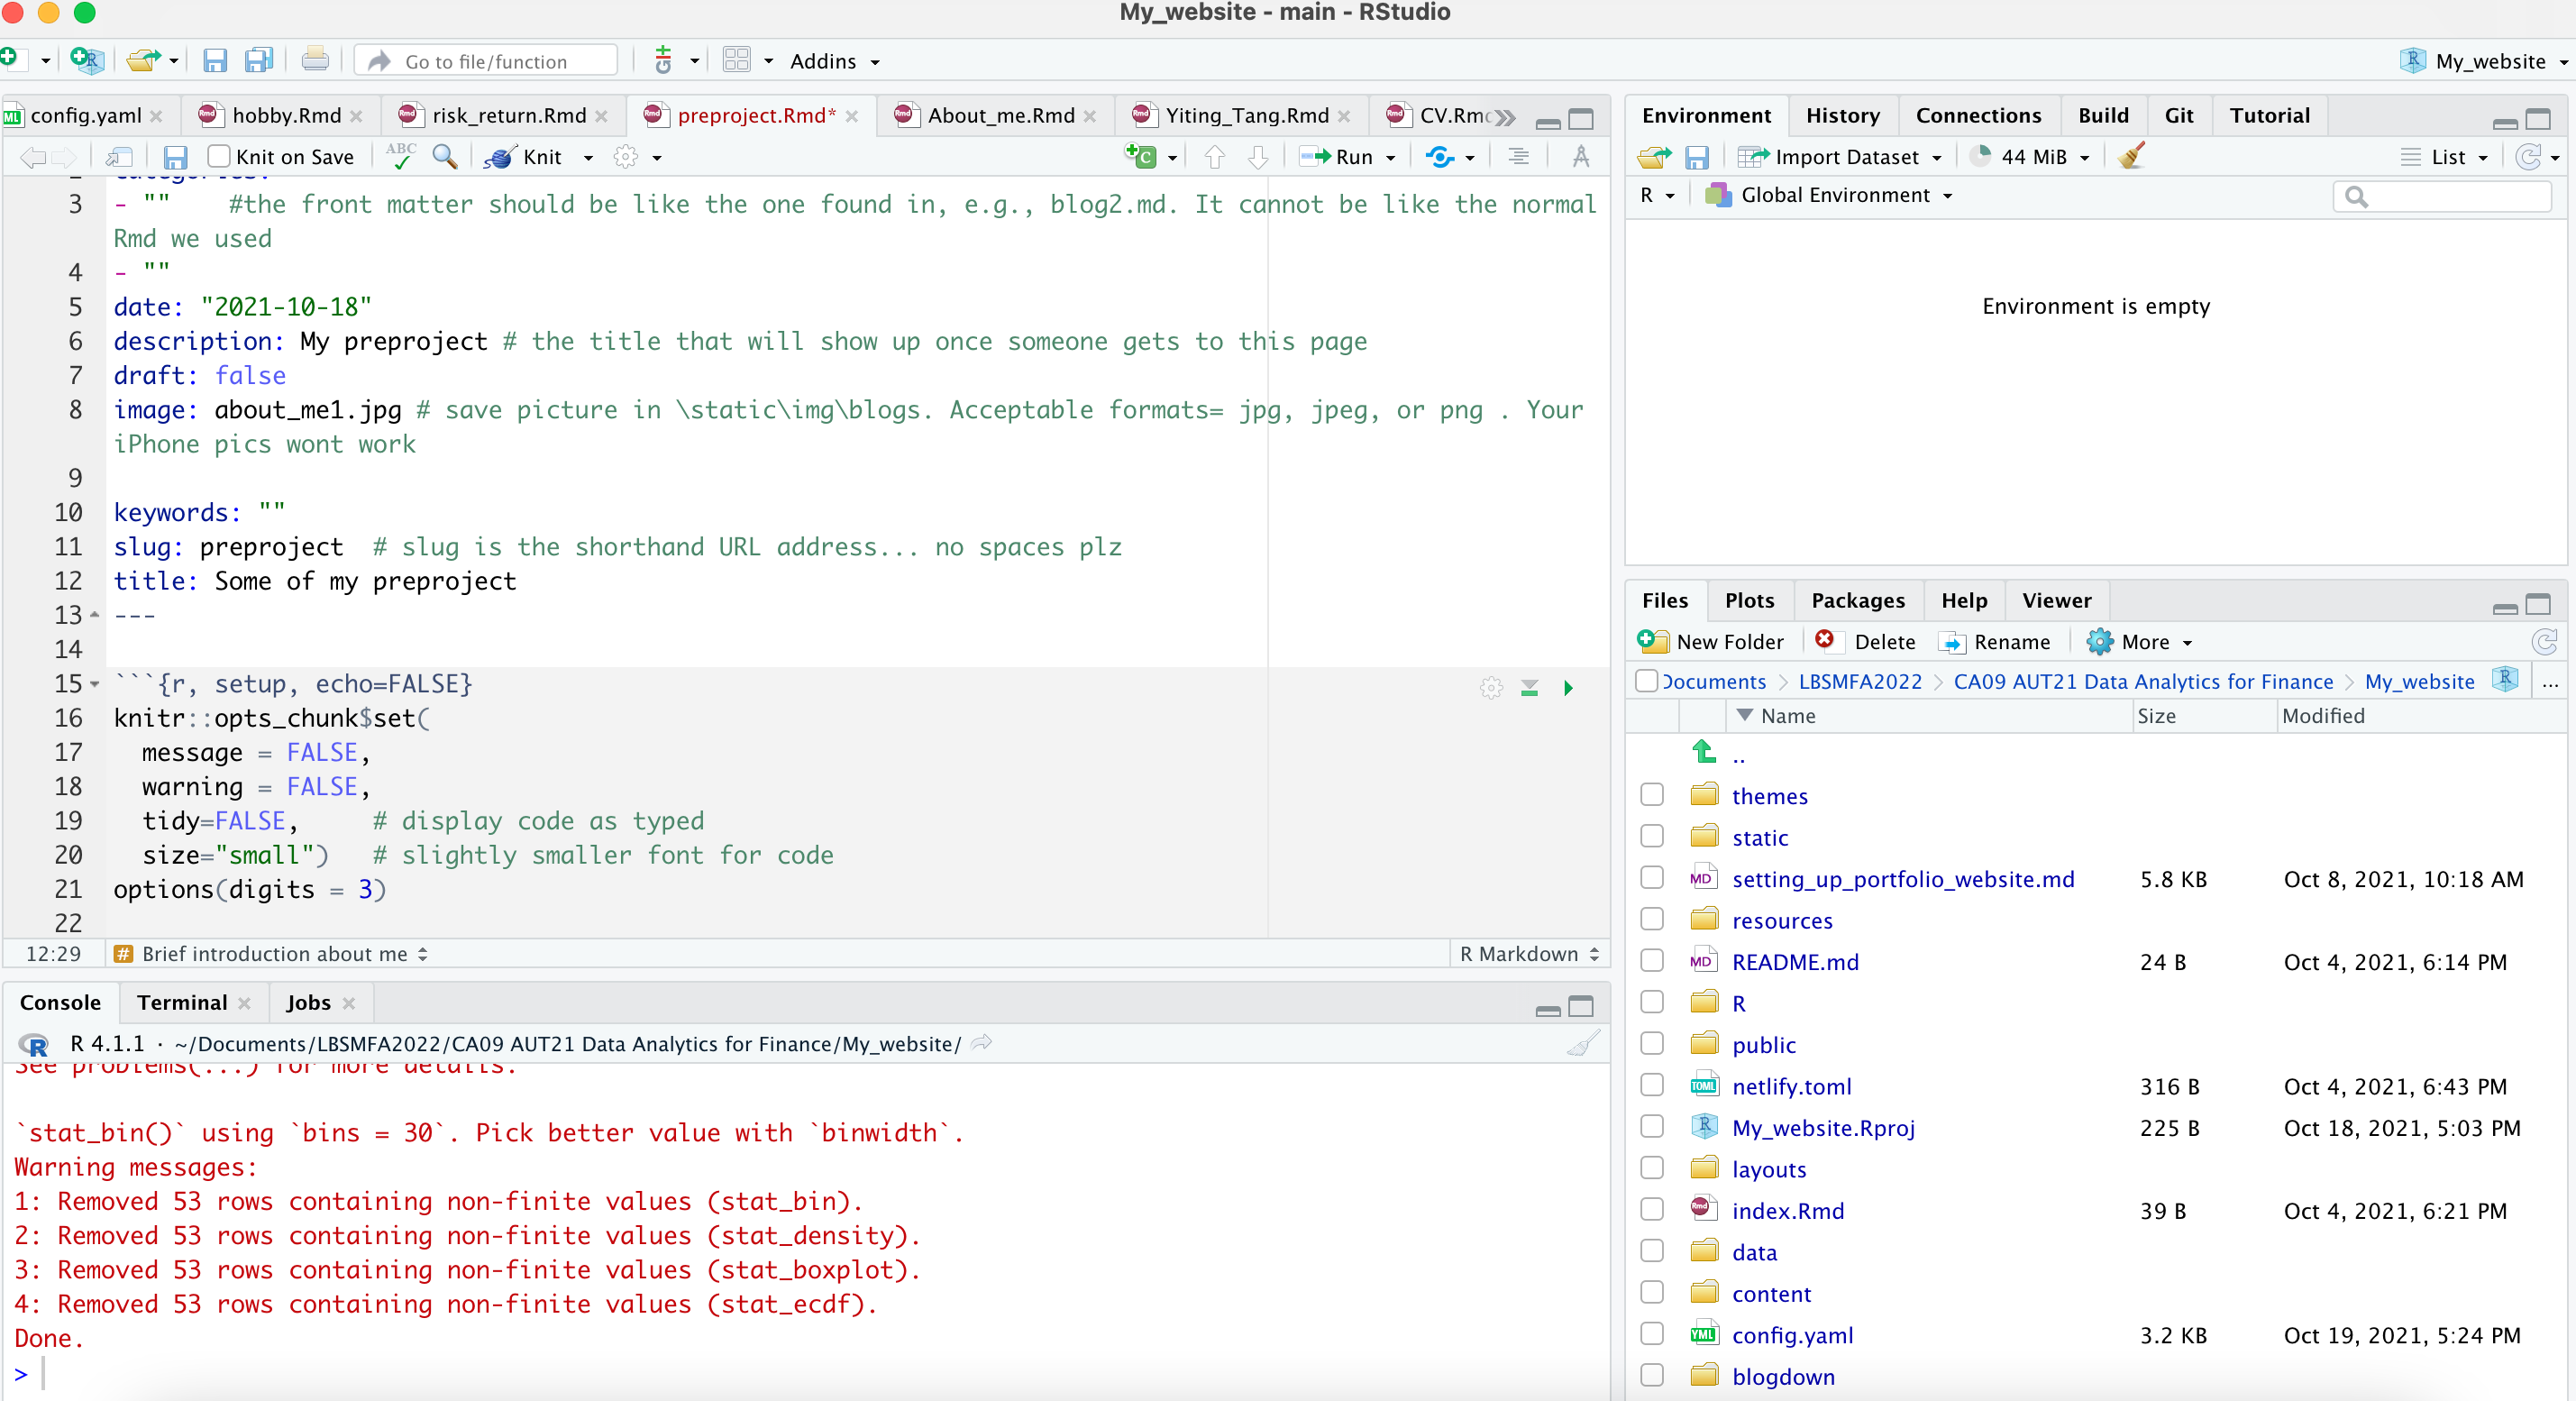 My_website - main - RStudio
Go to file/function
Addins
My_website
config.yaml
hobby.Rmd
risk_return.Rmd
preproject.Rmd*
About_me.Rmd
Yiting_Tang.Rmd
CV.Rmd
Knit on Save
ABC
Knit
Run
3 - ""    #the front matter should be like the one found in, e.g., blog2.md. It cannot be like the normal
Rmd we used
4 - ""
5 date: "2021-10-18"
6 description: My preproject # the title that will show up once someone gets to this page
7 draft: false
8 image: about_me1.jpg # save picture in \static\img\blogs. Acceptable formats= jpg, jpeg, or png . Your
iPhone pics wont work
9
10 keywords: ""
11 slug: preproject  # slug is the shorthand URL address... no spaces plz
12 title: Some of my preproject
13 ---
14
15 ```{r, setup, echo=FALSE}
16 knitr::opts_chunk$set(
17   message = FALSE,
18   warning = FALSE,
19   tidy=FALSE,     # display code as typed
20   size="small")   # slightly smaller font for code
21 options(digits = 3)
22
12:29
# Brief introduction about me
R Markdown
Console
Terminal
Jobs
R 4.1.1 · ~/Documents/LBSMFA2022/CA09 AUT21 Data Analytics for Finance/My_website/
See problems(...) for more details.
`stat_bin()` using `bins = 30`. Pick better value with `binwidth`.
Warning messages:
1: Removed 53 rows containing non-finite values (stat_bin).
2: Removed 53 rows containing non-finite values (stat_density).
3: Removed 53 rows containing non-finite values (stat_boxplot).
4: Removed 53 rows containing non-finite values (stat_ecdf).
Done.
>
Environment
History
Connections
Build
Git
Tutorial
Import Dataset
44 MiB
List
R
Global Environment
Environment is empty
Files
Plots
Packages
Help
Viewer
New Folder
Delete
Rename
More
Documents > LBSMFA2022 > CA09 AUT21 Data Analytics for Finance > My_website
...
Name Size Modified
..
themes
static
setting_up_portfolio_website.md 5.8 KB Oct 8, 2021, 10:18 AM
resources
README.md 24 B Oct 4, 2021, 6:14 PM
R
public
netlify.toml 316 B Oct 4, 2021, 6:43 PM
My_website.Rproj 225 B Oct 18, 2021, 5:03 PM
layouts
index.Rmd 39 B Oct 4, 2021, 6:21 PM
data
content
config.yaml 3.2 KB Oct 19, 2021, 5:24 PM
blogdown